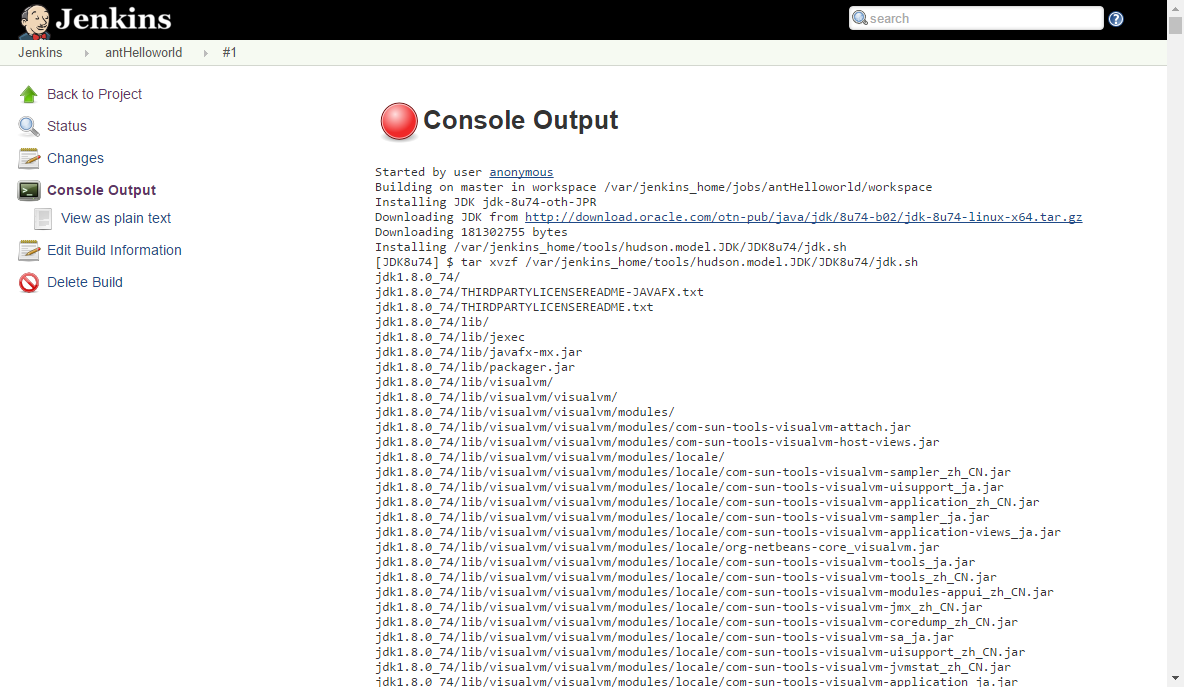 Jenkins
search
Jenkins antHelloworld #1
Back to Project
Status
Changes
Console Output
View as plain text
Edit Build Information
Delete Build
Console Output
Started by user anonymous
Building on master in workspace /var/jenkins_home/jobs/antHelloworld/workspace
Installing JDK jdk-8u74-oth-JPR
Downloading JDK from http://download.oracle.com/otn-pub/java/jdk/8u74-b02/jdk-8u74-linux-x64.tar.gz
Downloading 181302755 bytes
Installing /var/jenkins_home/tools/hudson.model.JDK/JDK8u74/jdk.sh
[JDK8u74] $ tar xvzf /var/jenkins_home/tools/hudson.model.JDK/JDK8u74/jdk.sh
jdk1.8.0_74/
jdk1.8.0_74/THIRDPARTYLICENSEREADME-JAVAFX.txt
jdk1.8.0_74/THIRDPARTYLICENSEREADME.txt
jdk1.8.0_74/lib/
jdk1.8.0_74/lib/jexec
jdk1.8.0_74/lib/javafx-mx.jar
jdk1.8.0_74/lib/packager.jar
jdk1.8.0_74/lib/visualvm/
jdk1.8.0_74/lib/visualvm/visualvm/
jdk1.8.0_74/lib/visualvm/visualvm/modules/
jdk1.8.0_74/lib/visualvm/visualvm/modules/com-sun-tools-visualvm-attach.jar
jdk1.8.0_74/lib/visualvm/visualvm/modules/com-sun-tools-visualvm-host-views.jar
jdk1.8.0_74/lib/visualvm/visualvm/modules/locale/
jdk1.8.0_74/lib/visualvm/visualvm/modules/locale/com-sun-tools-visualvm-sampler_zh_CN.jar
jdk1.8.0_74/lib/visualvm/visualvm/modules/locale/com-sun-tools-visualvm-uisupport_ja.jar
jdk1.8.0_74/lib/visualvm/visualvm/modules/locale/com-sun-tools-visualvm-application_zh_CN.jar
jdk1.8.0_74/lib/visualvm/visualvm/modules/locale/com-sun-tools-visualvm-sampler_ja.jar
jdk1.8.0_74/lib/visualvm/visualvm/modules/locale/com-sun-tools-visualvm-application-views_ja.jar
jdk1.8.0_74/lib/visualvm/visualvm/modules/locale/org-netbeans-core_visualvm.jar
jdk1.8.0_74/lib/visualvm/visualvm/modules/locale/com-sun-tools-visualvm-tools_ja.jar
jdk1.8.0_74/lib/visualvm/visualvm/modules/locale/com-sun-tools-visualvm-tools_zh_CN.jar
jdk1.8.0_74/lib/visualvm/visualvm/modules/locale/com-sun-tools-visualvm-modules-appui_zh_CN.jar
jdk1.8.0_74/lib/visualvm/visualvm/modules/locale/com-sun-tools-visualvm-jmx_zh_CN.jar
jdk1.8.0_74/lib/visualvm/visualvm/modules/locale/com-sun-tools-visualvm-coredump_zh_CN.jar
jdk1.8.0_74/lib/visualvm/visualvm/modules/locale/com-sun-tools-visualvm-sa_ja.jar
jdk1.8.0_74/lib/visualvm/visualvm/modules/locale/com-sun-tools-visualvm-uisupport_zh_CN.jar
jdk1.8.0_74/lib/visualvm/visualvm/modules/locale/com-sun-tools-visualvm-jvmstat_zh_CN.jar
jdk1.8.0_74/lib/visualvm/visualvm/modules/locale/com-sun-tools-visualvm-application_ja.jar